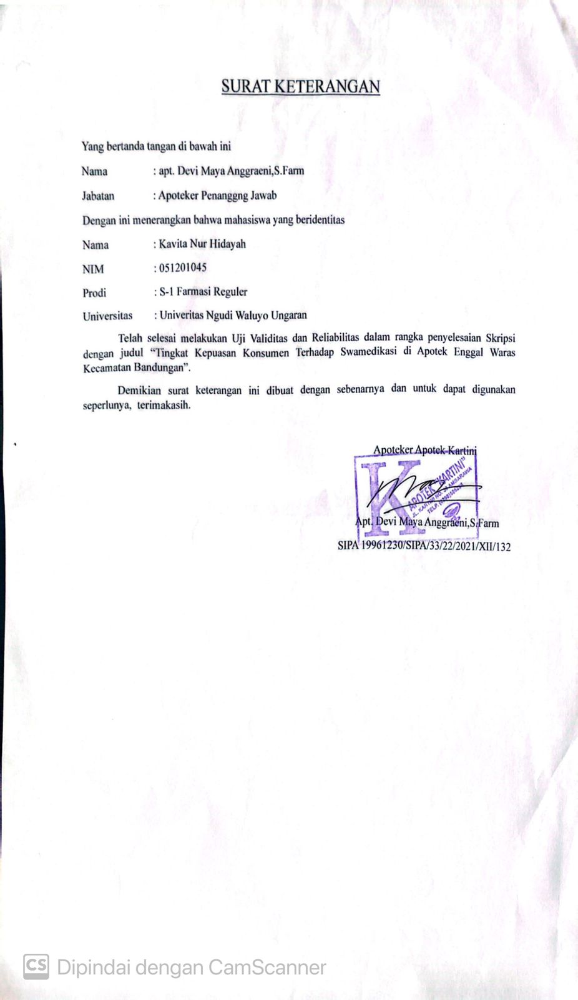 SURAT KETERANGAN
Yang bertanda tangan di bawah ini
Nama : apt. Devi Maya Anggraeni,S.Farm
Jabatan : Apoteker Penanggng Jawab
Dengan ini menerangkan bahwa mahasiswa yang beridentitas
Nama : Kavita Nur Hidayah
NIM : 051201045
Prodi : S-1 Farmasi Reguler
Universitas : Univeritas Ngudi Waluyo Ungaran
Telah selesai melakukan Uji Validitas dan Reliabilitas dalam rangka penyelesaian Skripsi
dengan judul “Tingkat Kepuasan Konsumen Terhadap Swamedikasi di Apotek Enggal Waras
Kecamatan Bandungan”.
Demikian surat keterangan ini dibuat dengan sebenarnya dan untuk dapat digunakan
seperlunya, terimakasih.
Apoteker Apotek Kartini
K
APOTEK "KARTINI"
JL. KARTINI NO. AMBARAWA
TELP.
Apt. Devi Maya Anggraeni,S.Farm
SIPA 19961230/SIPA/33/22/2021/XII/132
CS Dipindai dengan CamScanner